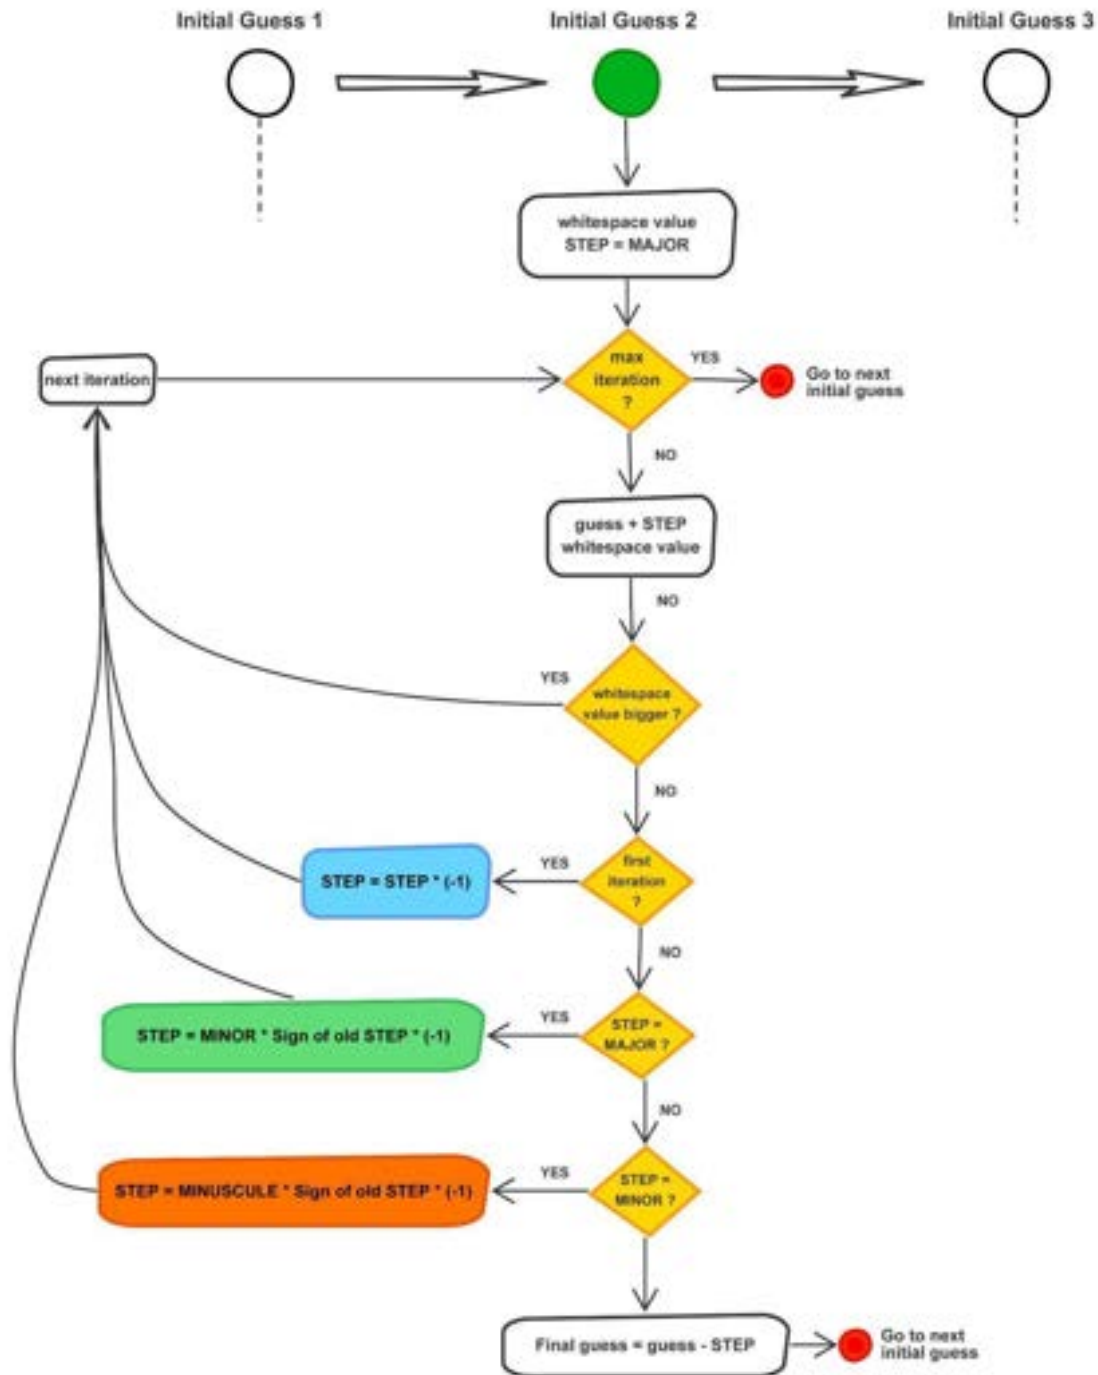 Initial Guess 1
Initial Guess 2
Initial Guess 3
whitespace value
STEP = MAJOR
next iteration
max
iteration
?
YES
Go to next
initial guess
NO
guess + STEP
whitespace value
NO
YES
whitespace
value bigger ?
NO
STEP = STEP * (-1)
YES
first
iteration
?
NO
STEP = MINOR * Sign of old STEP * (-1)
YES
STEP =
MAJOR ?
NO
STEP = MINUSCULE * Sign of old STEP * (-1)
YES
STEP =
MINOR ?
Final guess = guess - STEP
Go to next
initial guess